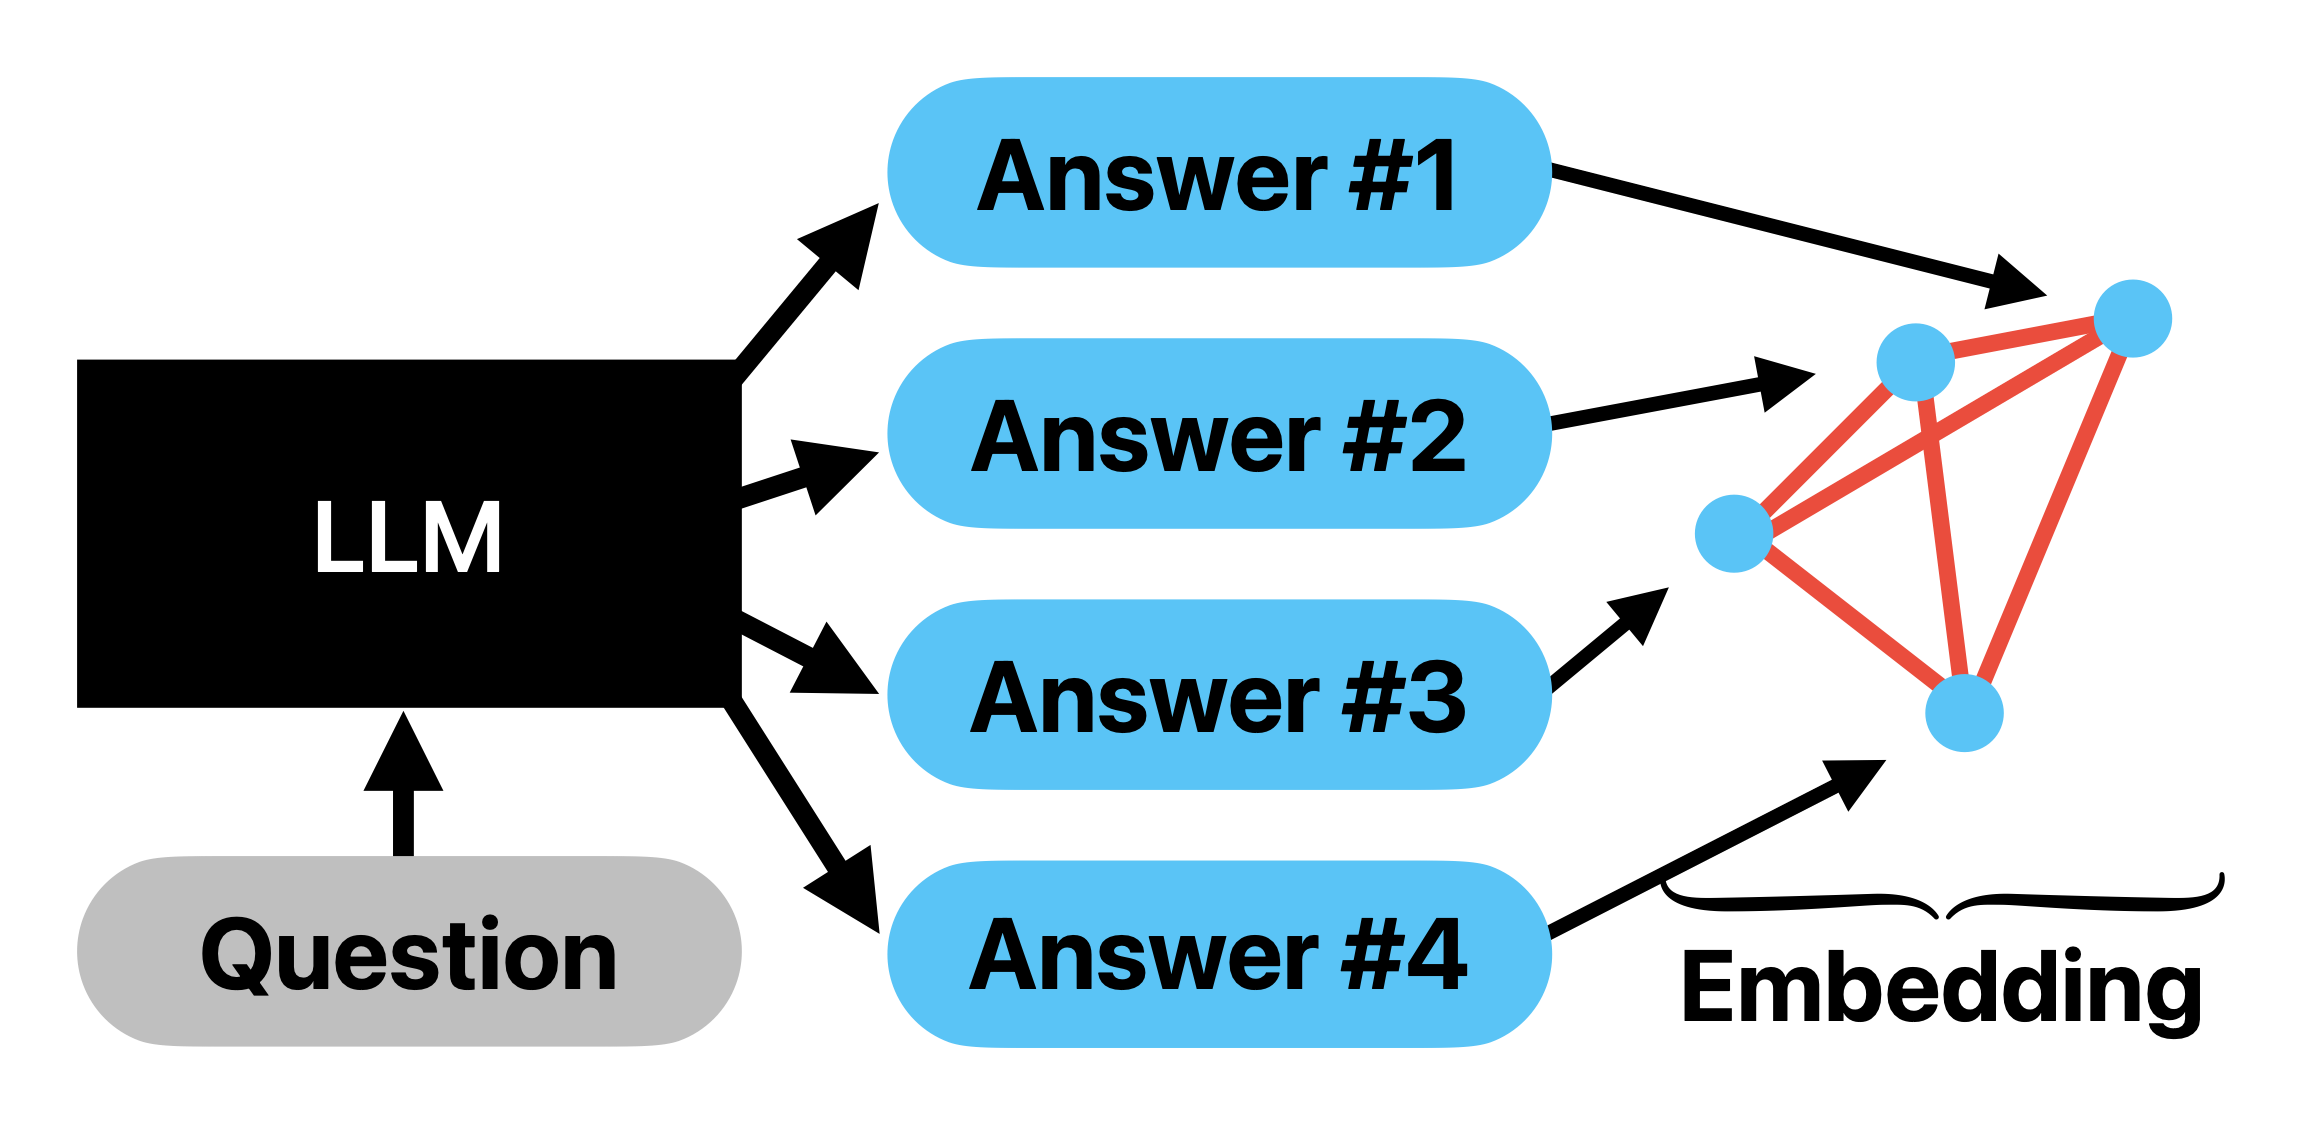 Answer #1
Answer #2
LLM
Answer #3
Question
Answer #4
Embedding